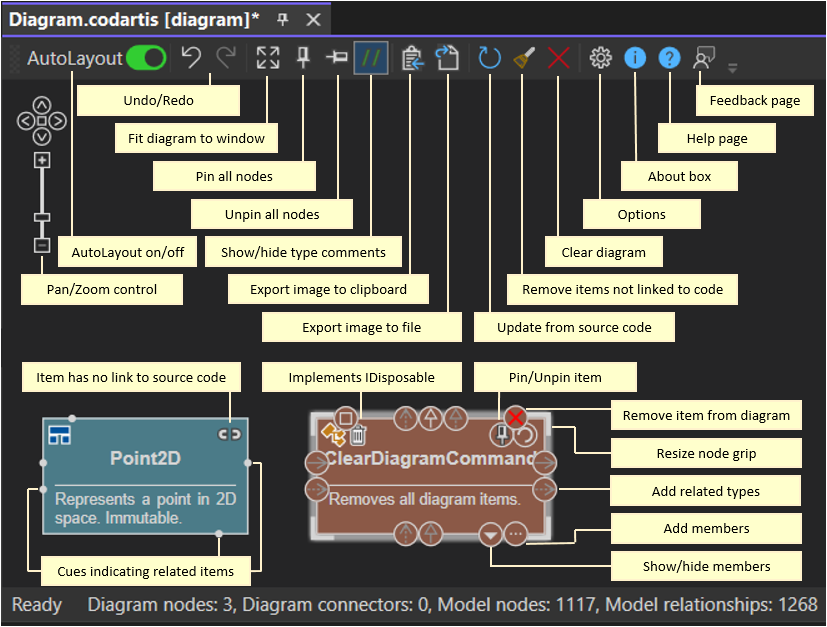 Diagram.codartis [diagram]*
AutoLayout
//
Undo/Redo
Feedback page
Fit diagram to window
Help page
Pin all nodes
About box
Unpin all nodes
Options
AutoLayout on/off
Show/hide type comments
Clear diagram
Pan/Zoom control
Export image to clipboard
Remove items not linked to code
Export image to file
Update from source code
Item has no link to source code
Implements IDisposable
Pin/Unpin item
Remove item from diagram
Resize node grip
Point2D
ClearDiagramCommand
Represents a point in 2D
space. Immutable.
Removes all diagram items.
Add related types
Add members
Cues indicating related items
Show/hide members
Ready Diagram nodes: 3, Diagram connectors: 0, Model nodes: 1117, Model relationships: 1268